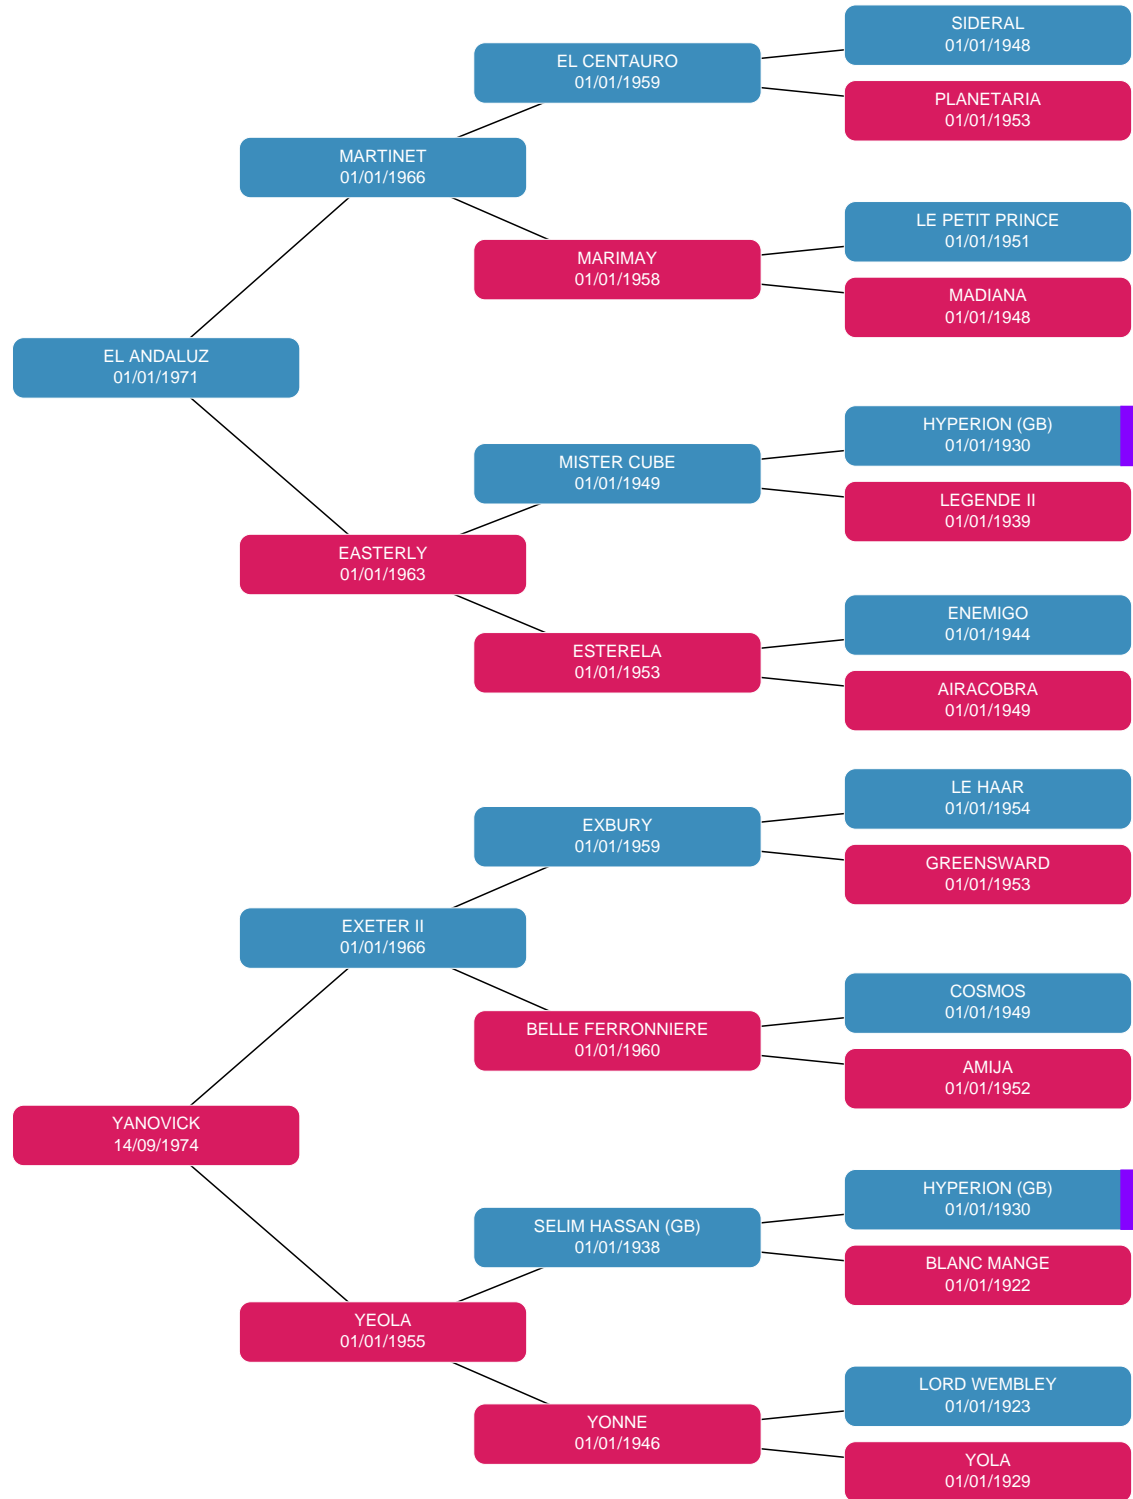 SIDERAL
01/01/1948
EL CENTAURO
01/01/1959
PLANETARIA
01/01/1953
MARTINET
01/01/1966
LE PETIT PRINCE
01/01/1951
MARIMAY
01/01/1958
MADIANA
01/01/1948
EL ANDALUZ
01/01/1971
HYPERION (GB)
01/01/1930
MISTER CUBE
01/01/1949
LEGENDE II
01/01/1939
EASTERLY
01/01/1963
ENEMIGO
01/01/1944
ESTERELA
01/01/1953
AIRACOBRA
01/01/1949
LE HAAR
01/01/1954
EXBURY
01/01/1959
GREENSWARD
01/01/1953
EXETER II
01/01/1966
COSMOS
01/01/1949
BELLE FERRONNIERE
01/01/1960
AMIJA
01/01/1952
YANOVICK
14/09/1974
HYPERION (GB)
01/01/1930
SELIM HASSAN (GB)
01/01/1938
BLANC MANGE
01/01/1922
YEOLA
01/01/1955
LORD WEMBLEY
01/01/1923
YONNE
01/01/1946
YOLA
01/01/1929